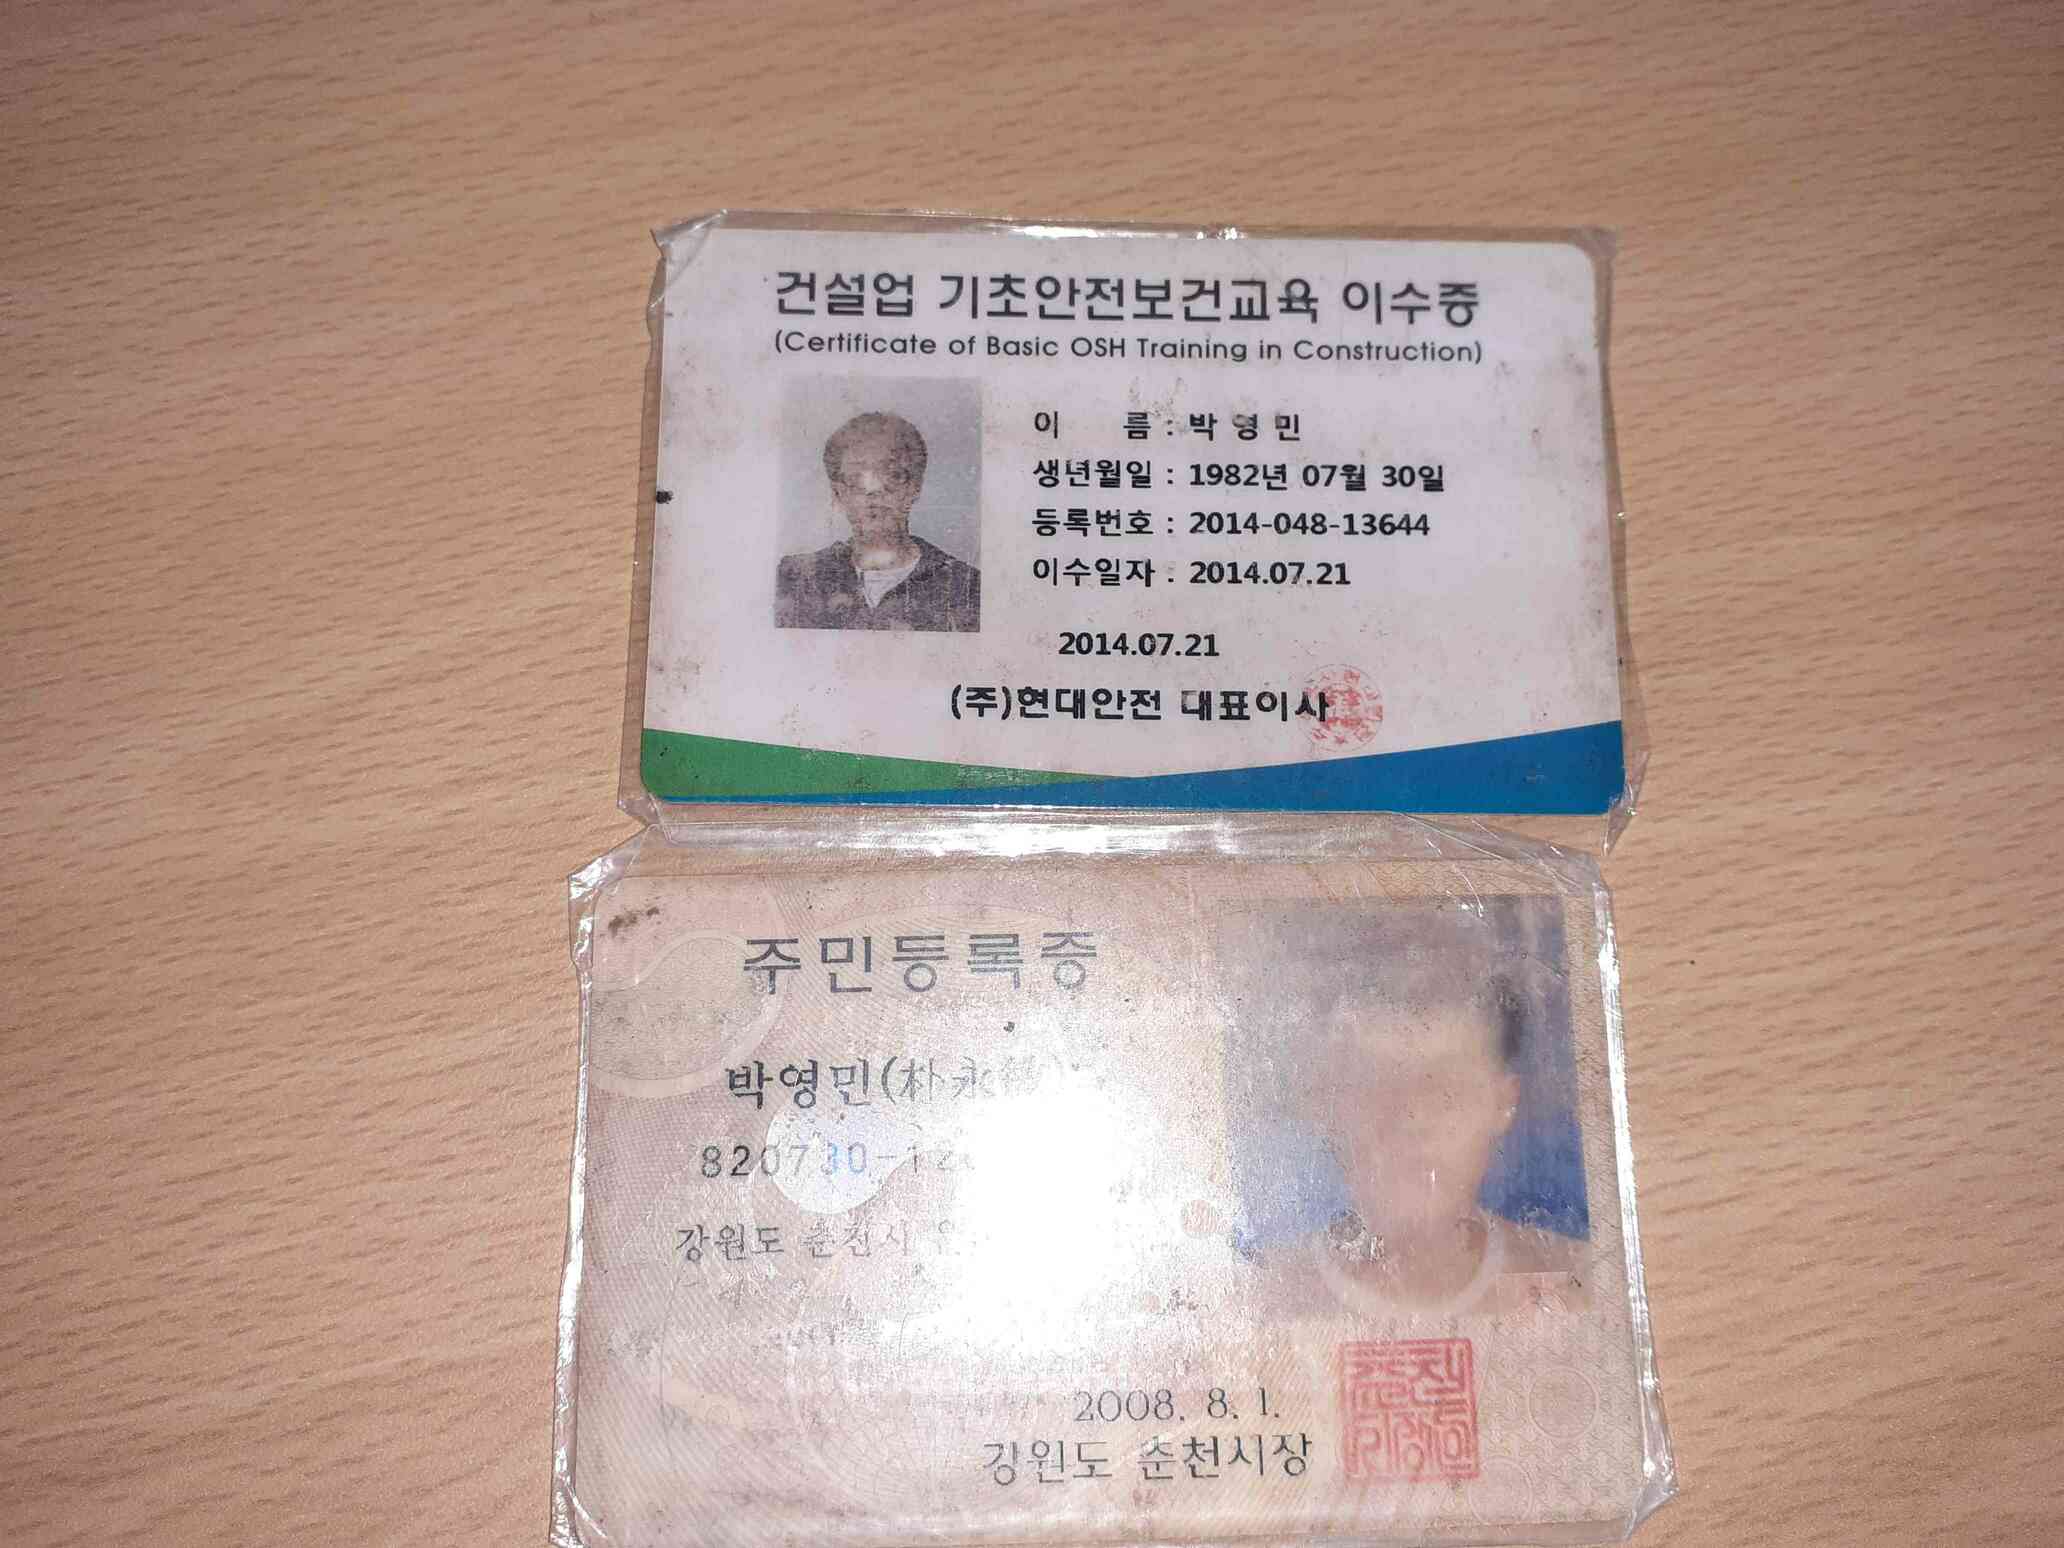 건설업 기초안전보건교육 이수증
(Certificate of Basic OSH Training in Construction)
이 름 : 박 영 민
생년월일 : 1982년 07월 30일
등록번호 : 2014-048-13644
이수일자 : 2014.07.21
2014.07.21
(주)현대안전 대표이사
주민등록증
박영민(朴永
820730-12
강원도 춘천시
2008. 8. 1.
강원도 춘천시장